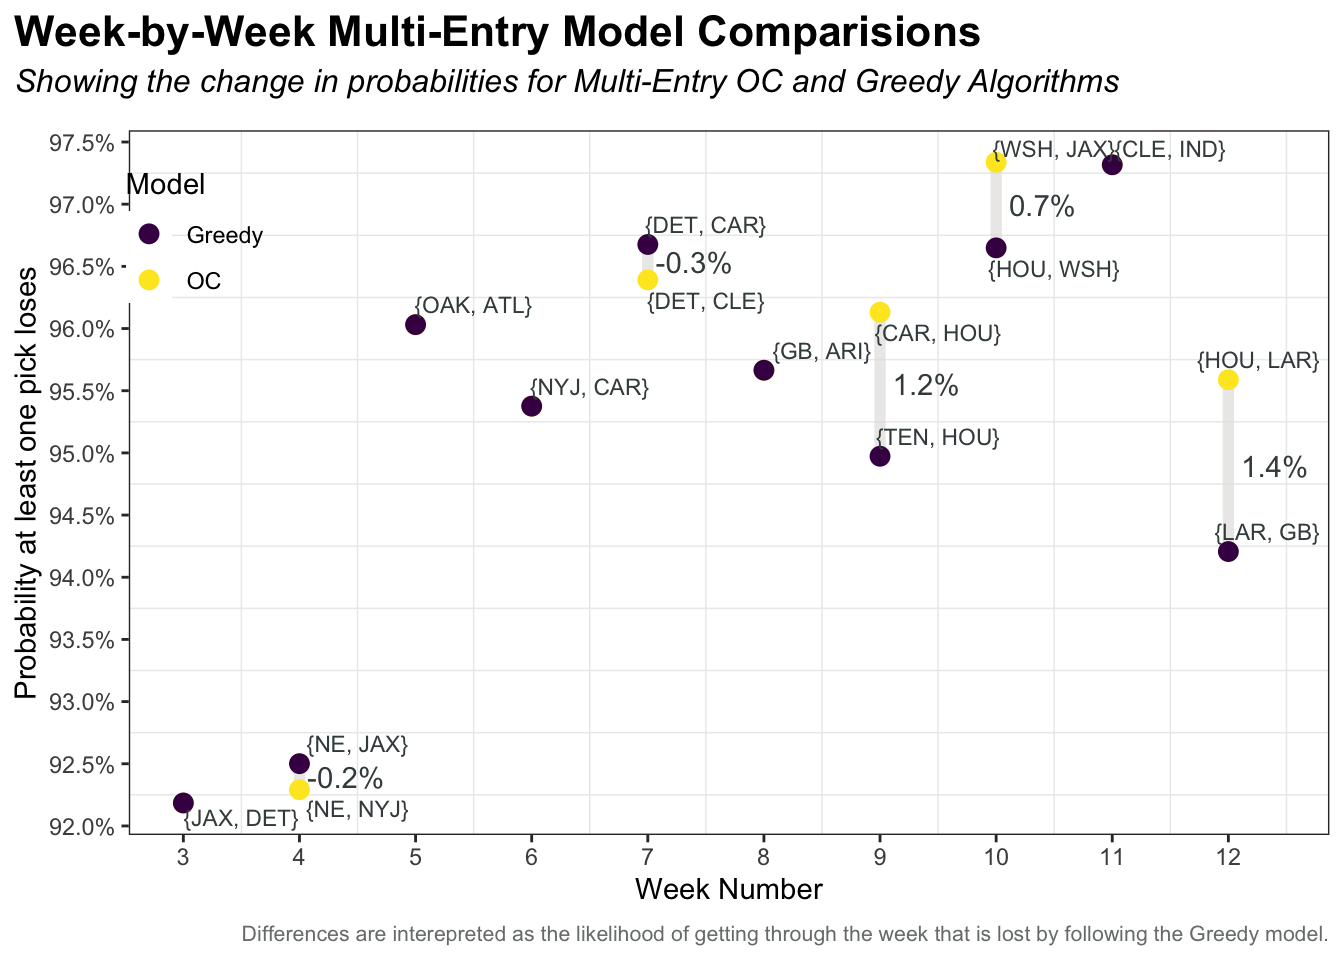 Week-by-Week Multi-Entry Model Comparisions
Showing the change in probabilities for Multi-Entry OC and Greedy Algorithms
Probability at least one pick loses
97.5%
97.0%
96.5%
96.0%
95.5%
95.0%
94.5%
94.0%
93.5%
93.0%
92.5%
92.0%
Model
Greedy
OC
{JAX, DET}
{NE, JAX}
-0.2%
{NE, NYJ}
{OAK, ATL}
{NYJ, CAR}
{DET, CAR}
-0.3%
{DET, CLE}
{GB, ARI}
{CAR, HOU}
1.2%
{TEN, HOU}
{WSH, JAX}
0.7%
{HOU, WSH}
{CLE, IND}
{HOU, LAR}
1.4%
{LAR, GB}
3 4 5 6 7 8 9 10 11 12
Week Number
Differences are interepreted as the likelihood of getting through the week that is lost by following the Greedy model.